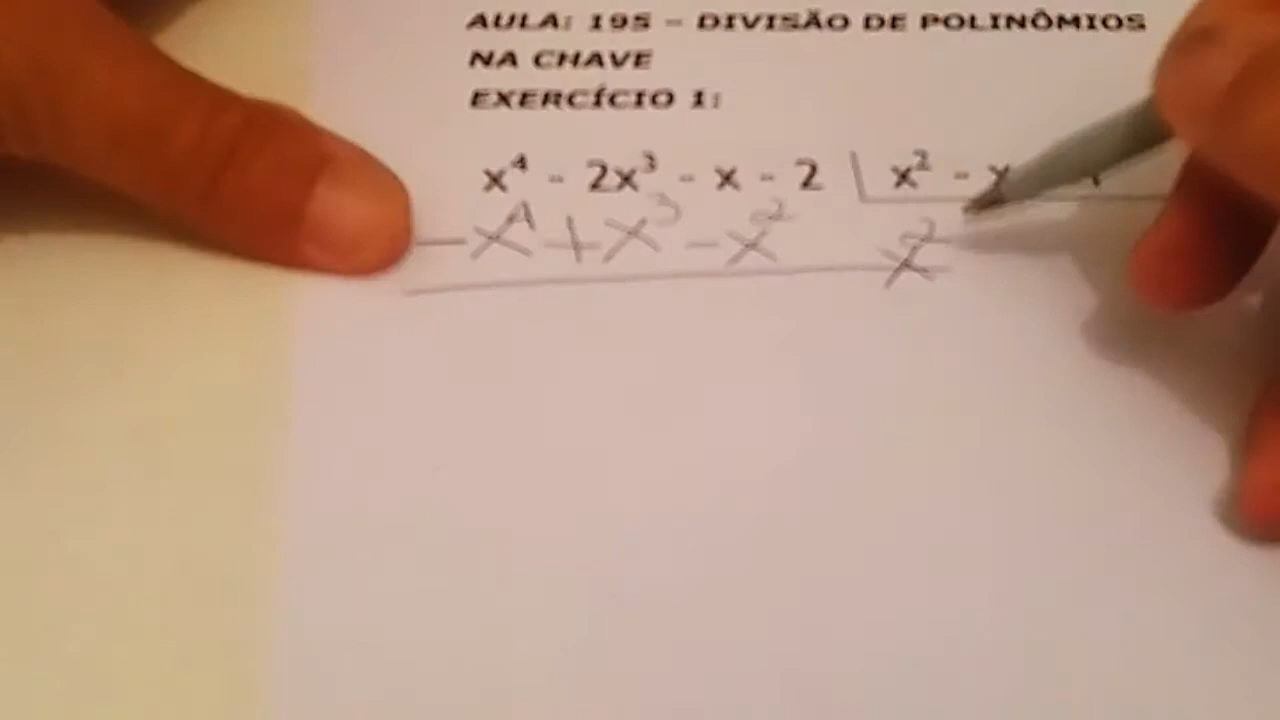 AULA: 195 – DIVISÃO DE POLINÔMIOS
NA CHAVE
EXERCÍCIO 1:
x⁴ - 2x³ - x - 2 x² - x
-x⁴ + x³ - x² x²